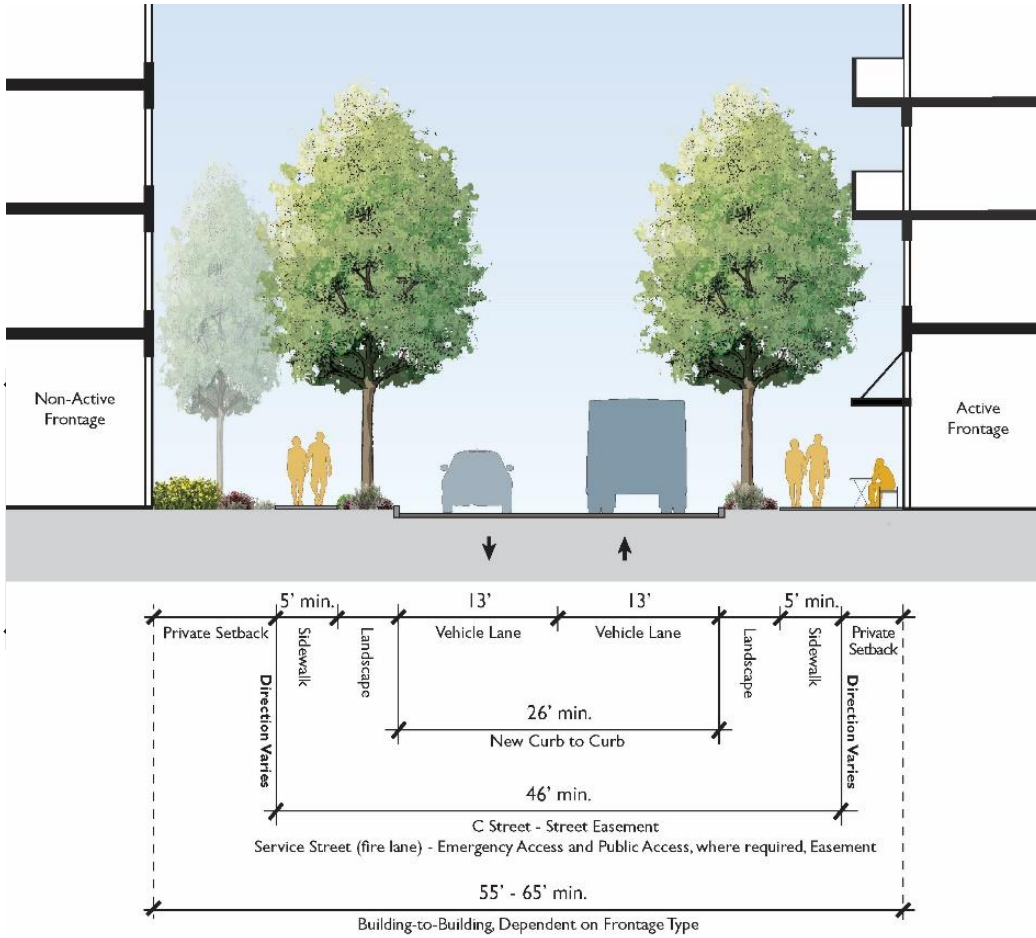 Non-Active
Frontage
Active
Frontage
5' min.
13'
13'
5' min.
Private Setback
Sidewalk
Landscape
Vehicle Lane
Vehicle Lane
Landscape
Sidewalk
Private
Setback
Direction Varies
Direction Varies
26' min.
New Curb to Curb
46' min.
C Street - Street Easement
Service Street (fire lane) - Emergency Access and Public Access, where required, Easement
55' - 65' min.
Building-to-Building, Dependent on Frontage Type